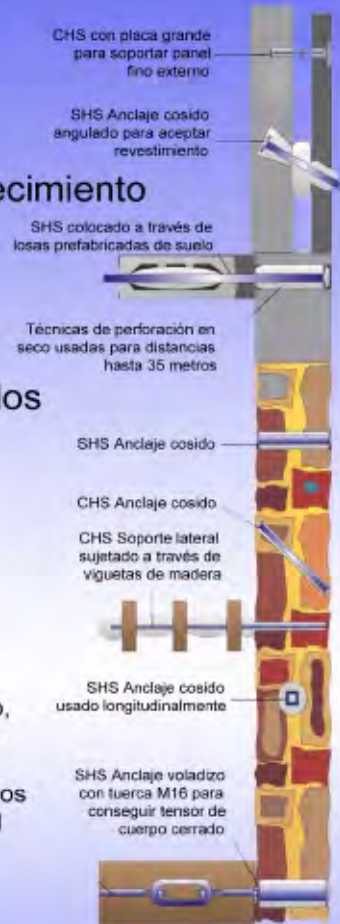 CHS con placa grande
para soportar panel
fino externo
SHS Anclaje cosido
angulado para aceptar
revestimiento
ecimiento
SHS colocado a través de
losas prefabricadas de suelo
Técnicas de perforación en
seco usadas para distancias
hasta 35 metros
los
SHS Anclaje cosido
CHS Anclaje cosido
CHS Soporte lateral
sujetado a través de
viguetas de madera
SHS Anclaje cosido
usado longitudinalmente
o,
SHS Anclaje voladizo
con tuerca M16 para
conseguir tensor de
cuerpo cerrado
os